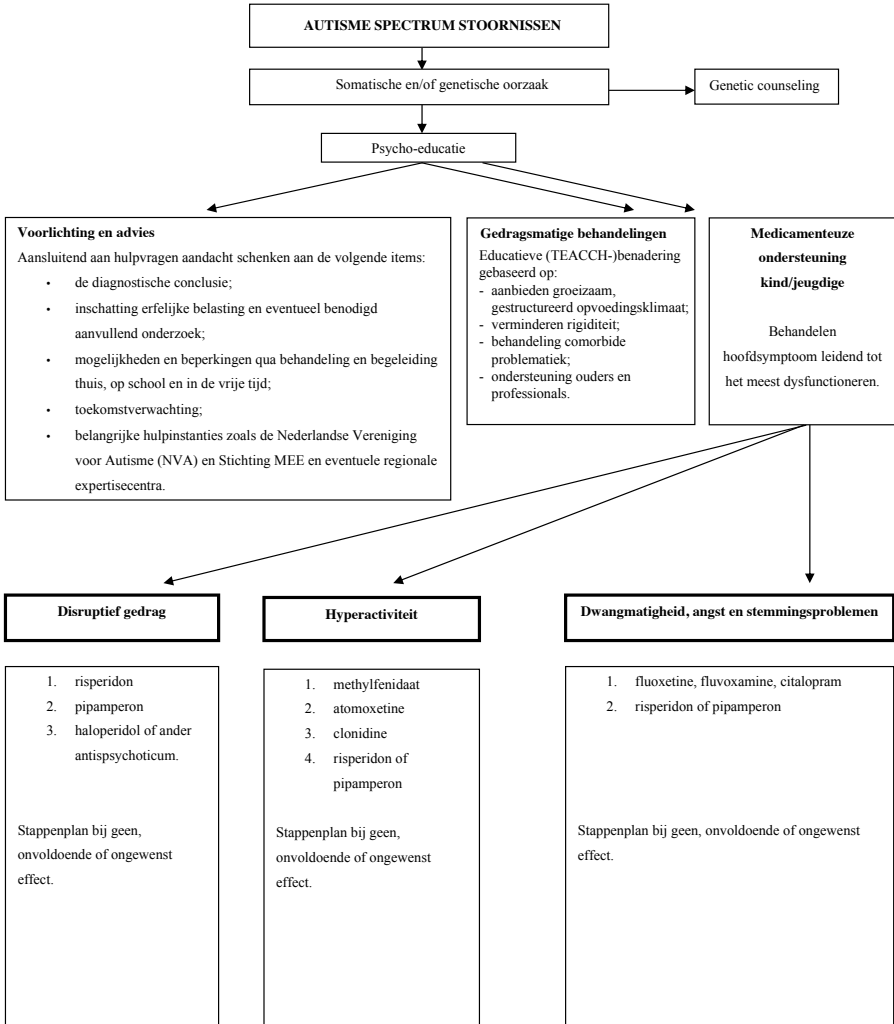 AUTISME SPECTRUM STOORNISSEN
Somatische en/of genetische oorzaak
Genetic counseling
Psycho-educatie
Voorlichting en advies
Aansluitend aan hulpvragen aandacht schenken aan de volgende items:
• de diagnostische conclusie;
• inschatting erfelijke belasting en eventueel benodigd
aanvullend onderzoek;
• mogelijkheden en beperkingen qua behandeling en begeleiding
thuis, op school en in de vrije tijd;
• toekomstverwachting;
• belangrijke hulpinstanties zoals de Nederlandse Vereniging
voor Autisme (NVA) en Stichting MEE en eventuele regionale
expertisecentra.
Gedragsmatige behandelingen
Educatieve (TEACCH-)benadering
gebaseerd op:
- aanbieden groeizaam,
gestructureerd opvoedingsklimaat;
- verminderen rigiditeit;
- behandeling comorbide
problematiek;
- ondersteuning ouders en
professionals.
Medicamenteuze
ondersteuning
kind/jeugdige
Behandelen
hoofdsymptoom leidend tot
het meest dysfunctioneren.
Disruptief gedrag
1. risperidon
2. pipamperon
3. haloperidol of ander
antispsychoticum.
Stappenplan bij geen,
onvoldoende of ongewenst
effect.
Hyperactiviteit
1. methylfenidaat
2. atomoxetine
3. clonidine
4. risperidon of
pipamperon
Stappenplan bij geen,
onvoldoende of ongewenst
effect.
Dwangmatigheid, angst en stemmingsproblemen
1. fluoxetine, fluvoxamine, citalopram
2. risperidon of pipamperon
Stappenplan bij geen, onvoldoende of ongewenst
effect.